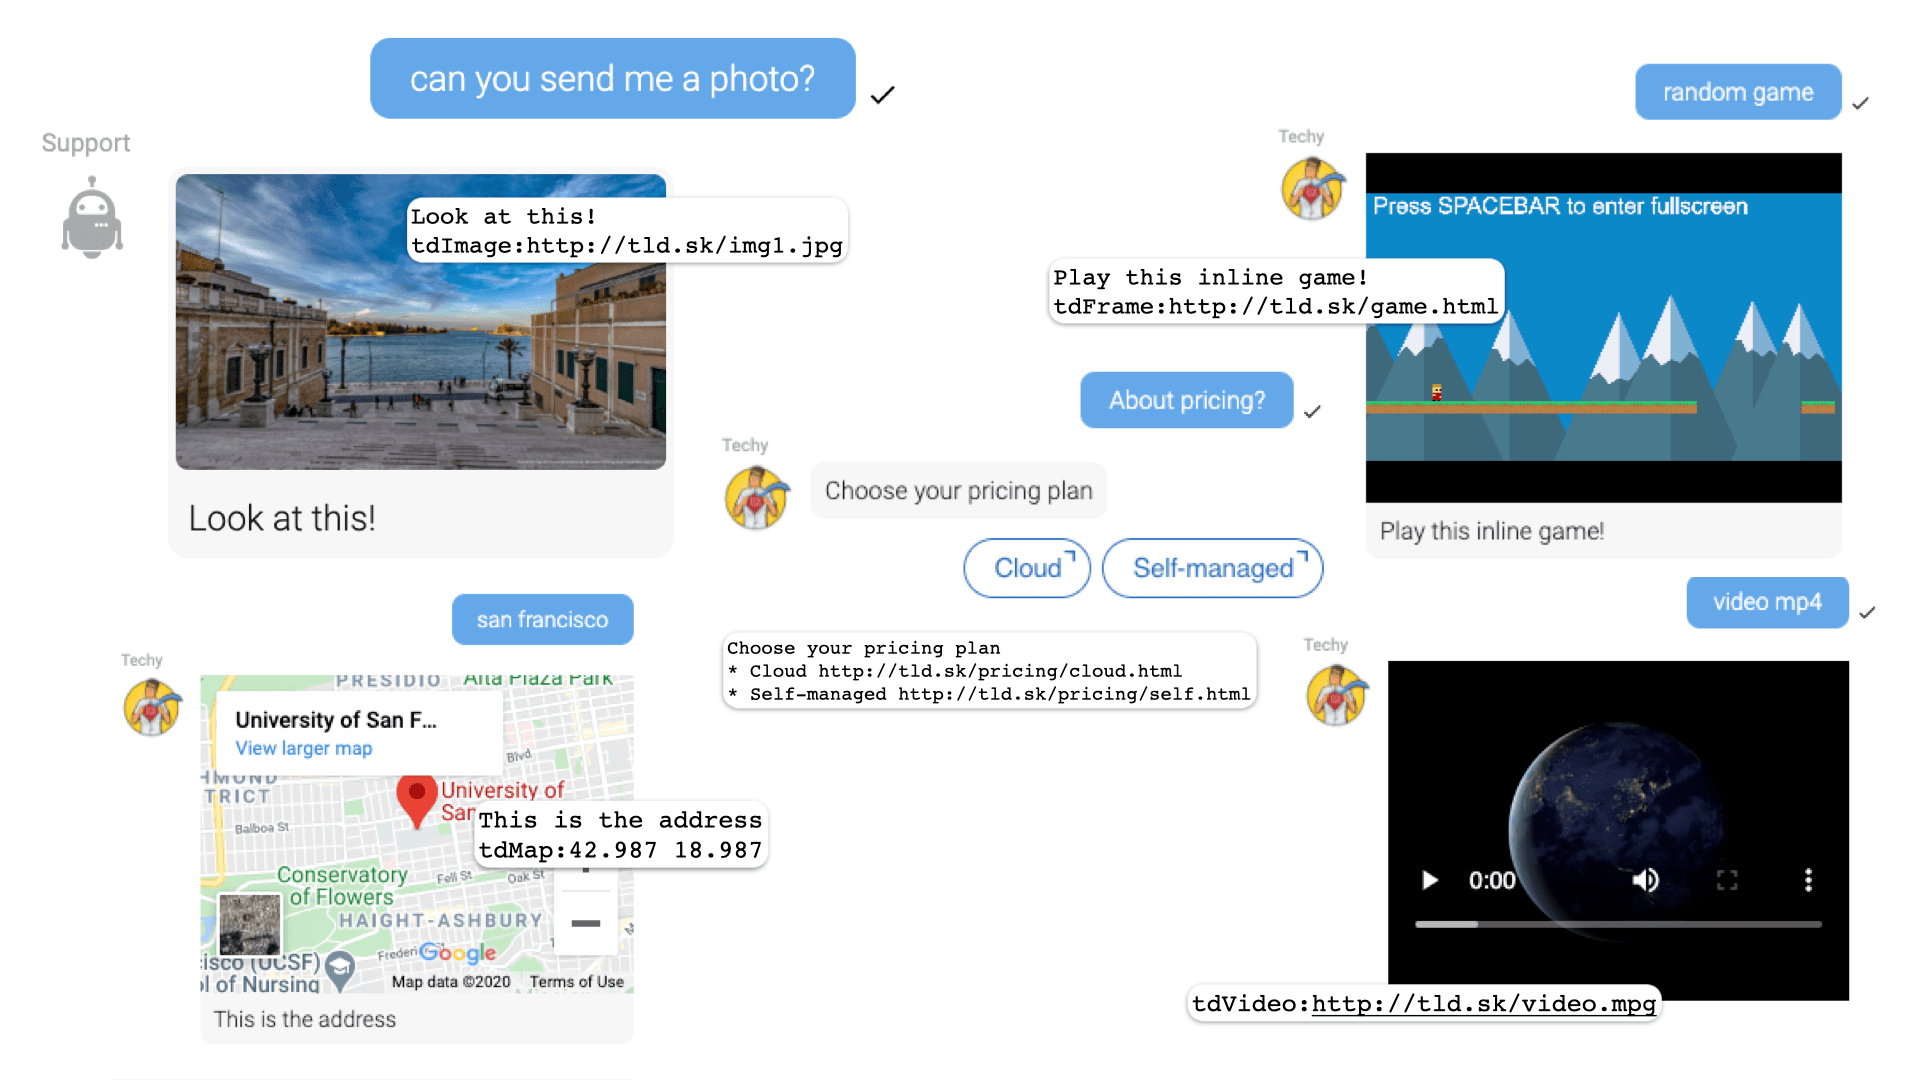 can you send me a photo?
Support
Look at this!
tdImage:http://tld.sk/img1.jpg
Look at this!
random game
Techy
Press SPACEBAR to enter fullscreen
Play this inline game!
tdFrame:http://tld.sk/game.html
Play this inline game!
About pricing?
Techy
Choose your pricing plan
Cloud
Self-managed
Choose your pricing plan
* Cloud http://tld.sk/pricing/cloud.html
* Self-managed http://tld.sk/pricing/self.html
san francisco
Techy
PRESIDIO
Alta Plaza Park
University of San F...
View larger map
Blvd
HMOND
TRICT
University of
San
Balboa St
This is the address
tdMap:42.987 18.987
Conservatory
of Flowers
Fell St
Oak St
HAIGHT-ASHBURY
Frederi
Google
isco (UCSF)
ol of Nursing
Map data ©2020
Terms of Use
This is the address
video mp4
Techy
0:00
tdVideo:http://tld.sk/video.mpg